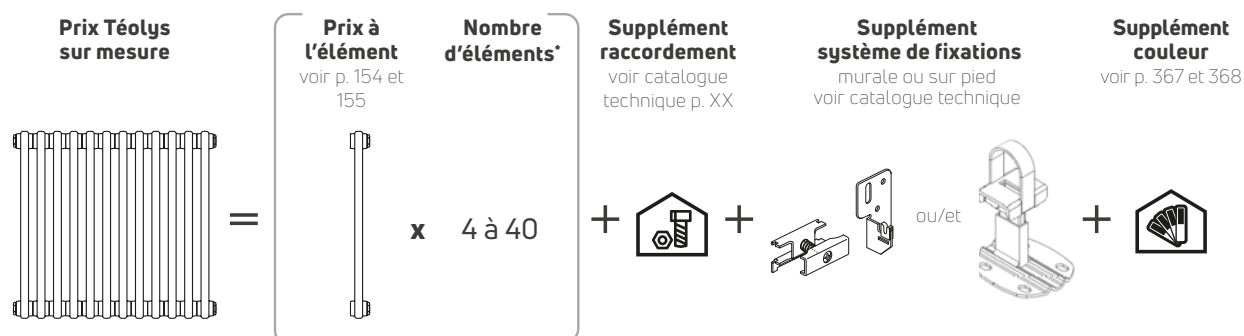 Prix Téolys
sur mesure
=
Prix à
l'élément
voir p. 154 et
155
x
Nombre
d'éléments*
4 à 40
+
Supplément
raccordement
voir catalogue
technique p. XX
+
Supplément
système de fixations
murale ou sur pied
voir catalogue technique
ou/et
+
Supplément
couleur
voir p. 367 et 368